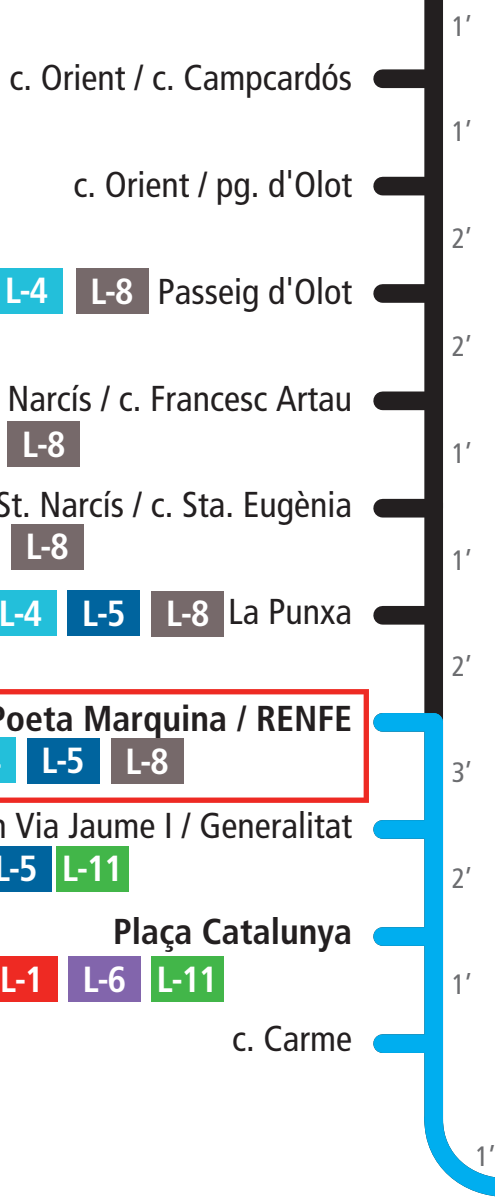 1’
c. Orient / c. Campcardós
1’
c. Orient / pg. d'Olot
2’
L-4 L-8 Passeig d'Olot
2’
Narcís / c. Francesc Artau
L-8
1’
St. Narcís / c. Sta. Eugènia
L-8
1’
L-4 L-5 L-8 La Punxa
2’
Poeta Marquina / RENFE
L-5 L-8
3’
Via Jaume I / Generalitat
L-5 L-11
2’
Plaça Catalunya
L-1 L-6 L-11
1’
c. Carme
1’